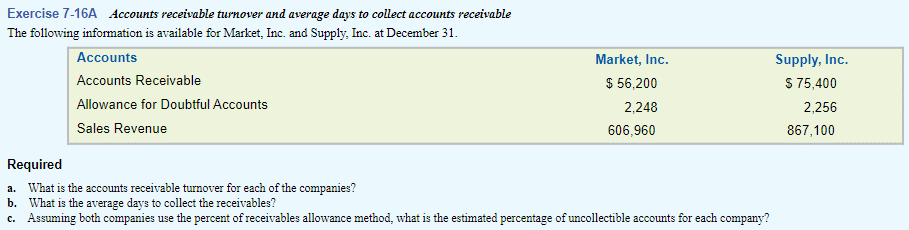 Exercise 7-16A Accounts receivable turnover and average days to collect accounts receivable
The following information is available for Market, Inc. and Supply, Inc. at December 31.
Accounts Market, Inc. Supply, Inc.
Accounts Receivable $ 56,200 $ 75,400
Allowance for Doubtful Accounts 2,248 2,256
Sales Revenue 606,960 867,100
Required
a. What is the accounts receivable turnover for each of the companies?
b. What is the average days to collect the receivables?
c. Assuming both companies use the percent of receivables allowance method, what is the estimated percentage of uncollectible accounts for each company?